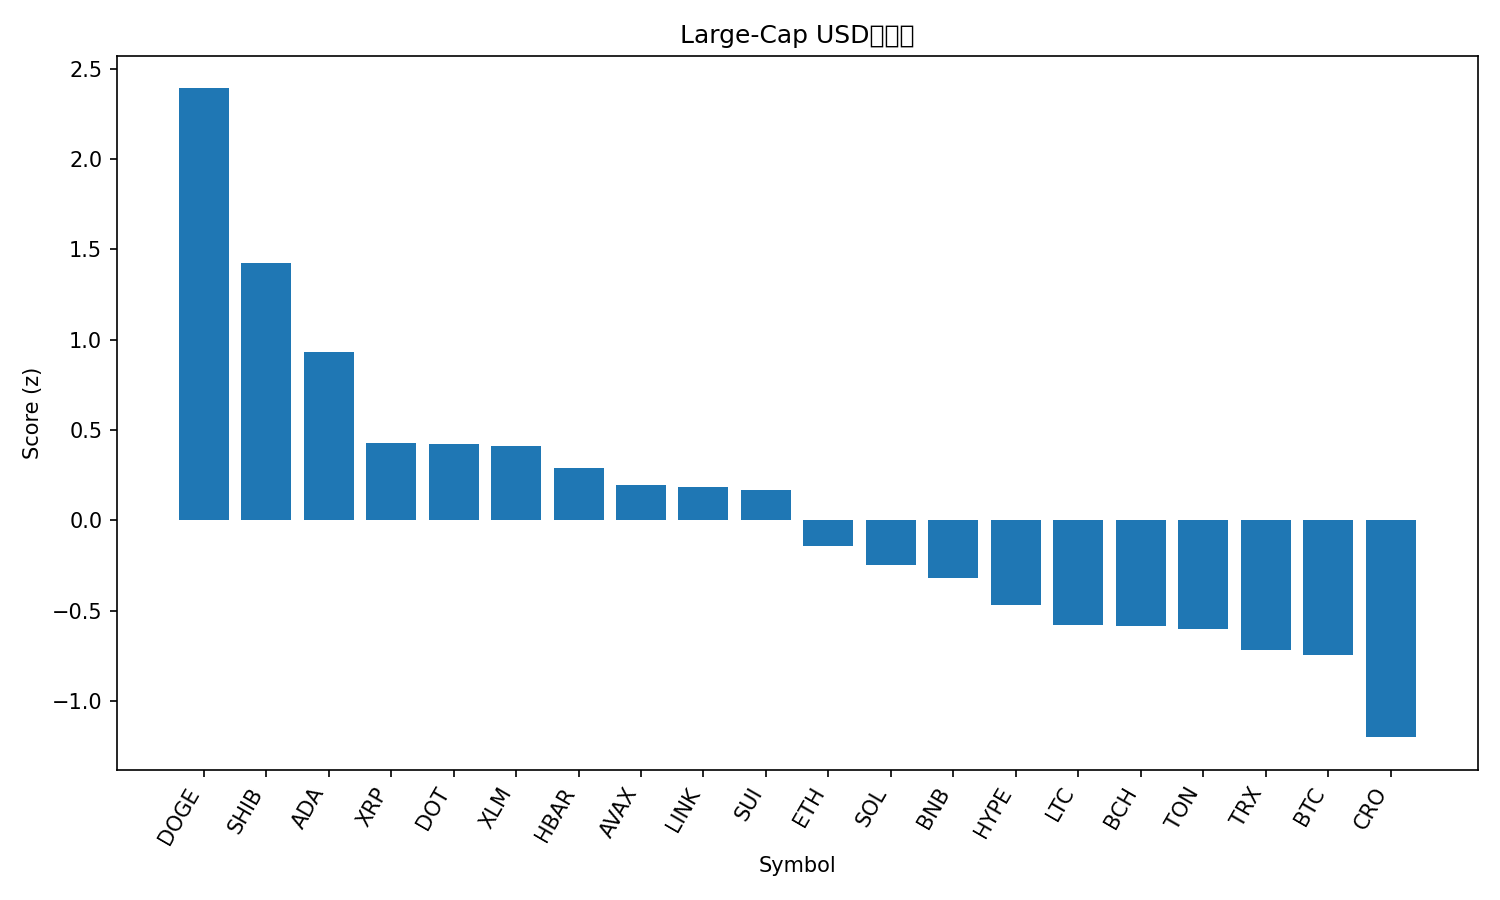 Large-Cap USD
Score (z)
2.5
2.0
1.5
1.0
0.5
0.0
−0.5
−1.0
DOGE
SHIB
ADA
XRP
DOT
XLM
HBAR
AVAX
LINK
SUI
ETH
SOL
BNB
HYPE
LTC
BCH
TON
TRX
BTC
CRO
Symbol